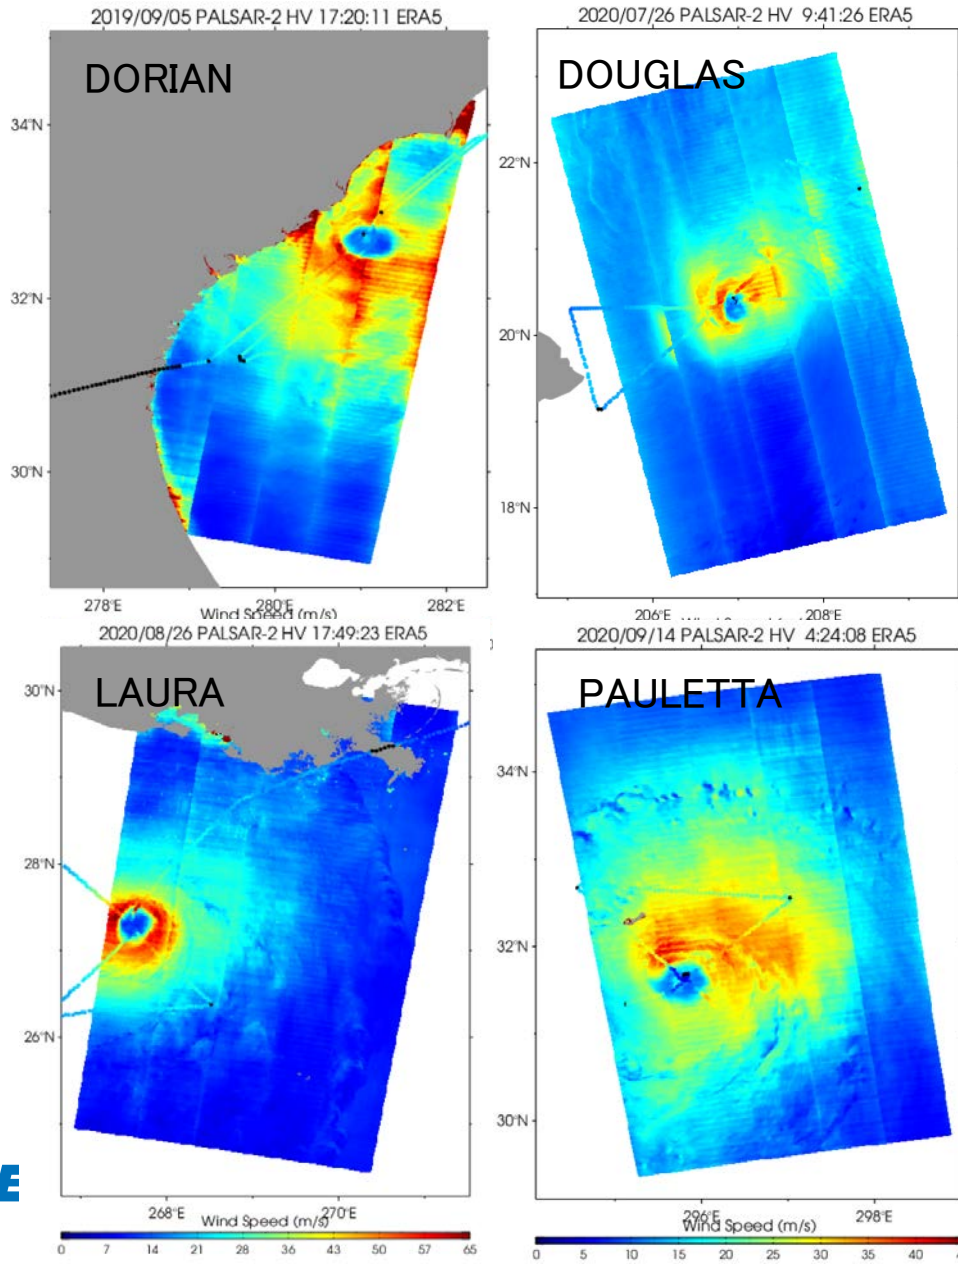 2019/09/05 PALSAR-2 HV 17:20:11 ERA5
DORIAN
34°N
32°N
30°N
278°E
280°E
282°E
Wind Speed (m/s)
2020/07/26 PALSAR-2 HV 9:41:26 ERA5
DOUGLAS
22°N
20°N
18°N
206°E
208°E
2020/08/26 PALSAR-2 HV 17:49:23 ERA5
LAURA
30°N
28°N
26°N
268°E
270°E
Wind Speed (m/s)
0 7 14 21 28 36 43 50 57 65
2020/09/14 PALSAR-2 HV 4:24:08 ERA5
PAULETTA
34°N
32°N
30°N
296°E
298°E
Wind Speed (m/s)
0 5 10 15 20 25 30 35 40